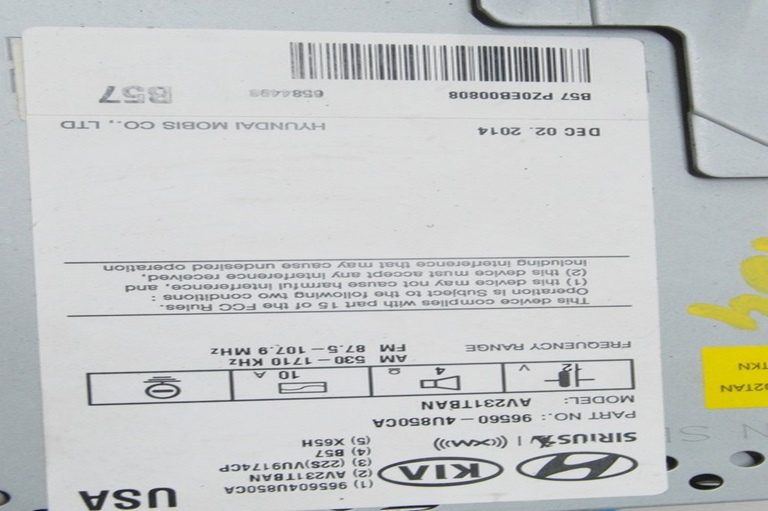 USA
(1) 965604U850CA
(2) AV231TBAN
(3) (22S)VU9174CP
(4) B57
(5) X65H
KIA
SIRIUS | ((XM))
PART NO.: 96560-4U850CA
MODEL: AV231TBAN
12 V 4 Ω 10 A
FREQUENCY RANGE
AM 530-1710 KHz
FM 87.5-107.9 MHz
This device complies with part 15 of the FCC Rules.
Operation is Subject to the following two conditions :
(1) this device may not cause harmful interference, and
(2) this device must accept any interference received,
including interference that may cause undesired operation
DEC 02. 2014 HYUNDAI MOBIS CO., LTD
B57 PZ0EB00808 6584493 B57